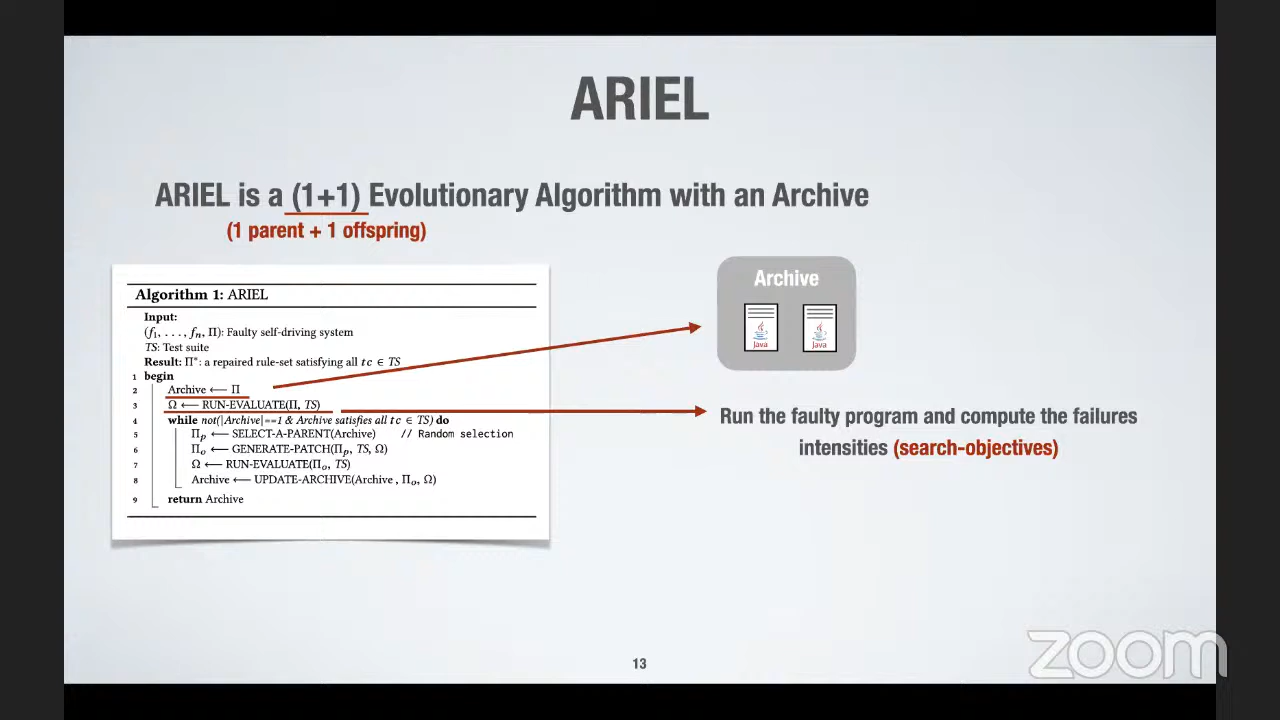 ARIEL
ARIEL is a (1+1) Evolutionary Algorithm with an Archive
(1 parent + 1 offspring)
Algorithm 1: ARIEL
Input:
(f₁, . . . , fₙ, Π): Faulty self-driving system
TS: Test suite
Result: Π*: a repaired rule-set satisfying all tc ∈ TS
1 begin
2 Archive ⟵ Π
3 Ω ⟵ RUN-EVALUATE(Π, TS)
4 while not(|Archive|==1 & Archive satisfies all tc ∈ TS) do
5 Πₚ ⟵ SELECT-A-PARENT(Archive) // Random selection
6 Πₒ ⟵ GENERATE-PATCH(Πₚ, TS, Ω)
7 Ω ⟵ RUN-EVALUATE(Πₒ, TS)
8 Archive ⟵ UPDATE-ARCHIVE(Archive , Πₒ, Ω)
9 return Archive
Archive
Java
Java
Run the faulty program and compute the failures
intensities (search-objectives)
13
zoom